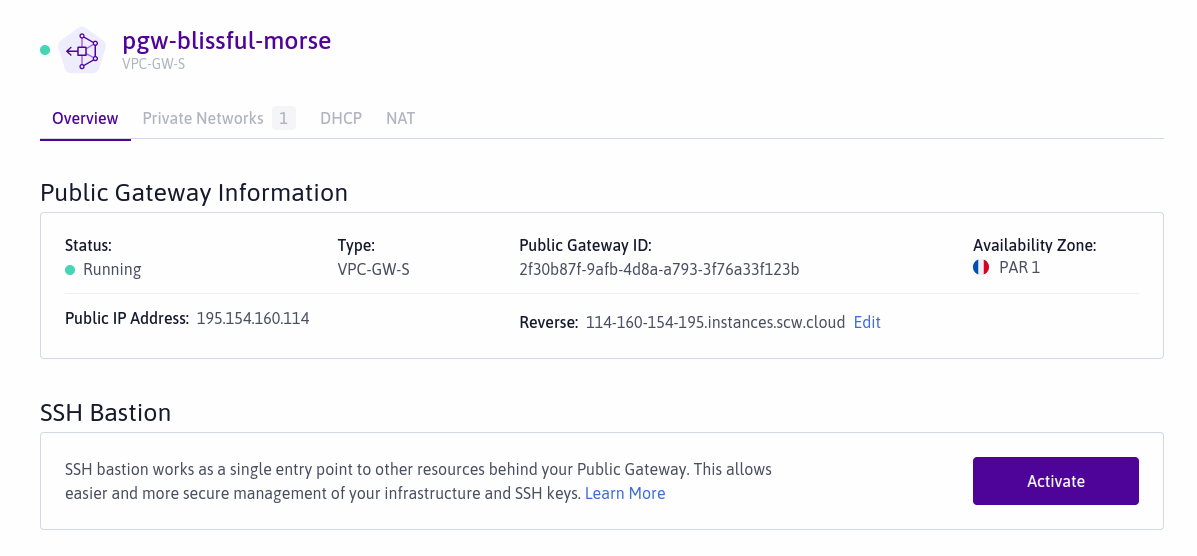 pgw-blissful-morse
VPC-GW-S
Overview Private Networks 1 DHCP NAT
Public Gateway Information
Status: Type: Public Gateway ID: Availability Zone:
Running VPC-GW-S 2f30b87f-9afb-4d8a-a793-3f76a33f123b PAR 1
Public IP Address: 195.154.160.114 Reverse: 114-160-154-195.instances.scw.cloud Edit
SSH Bastion
SSH bastion works as a single entry point to other resources behind your Public Gateway. This allows
easier and more secure management of your infrastructure and SSH keys. Learn More
Activate